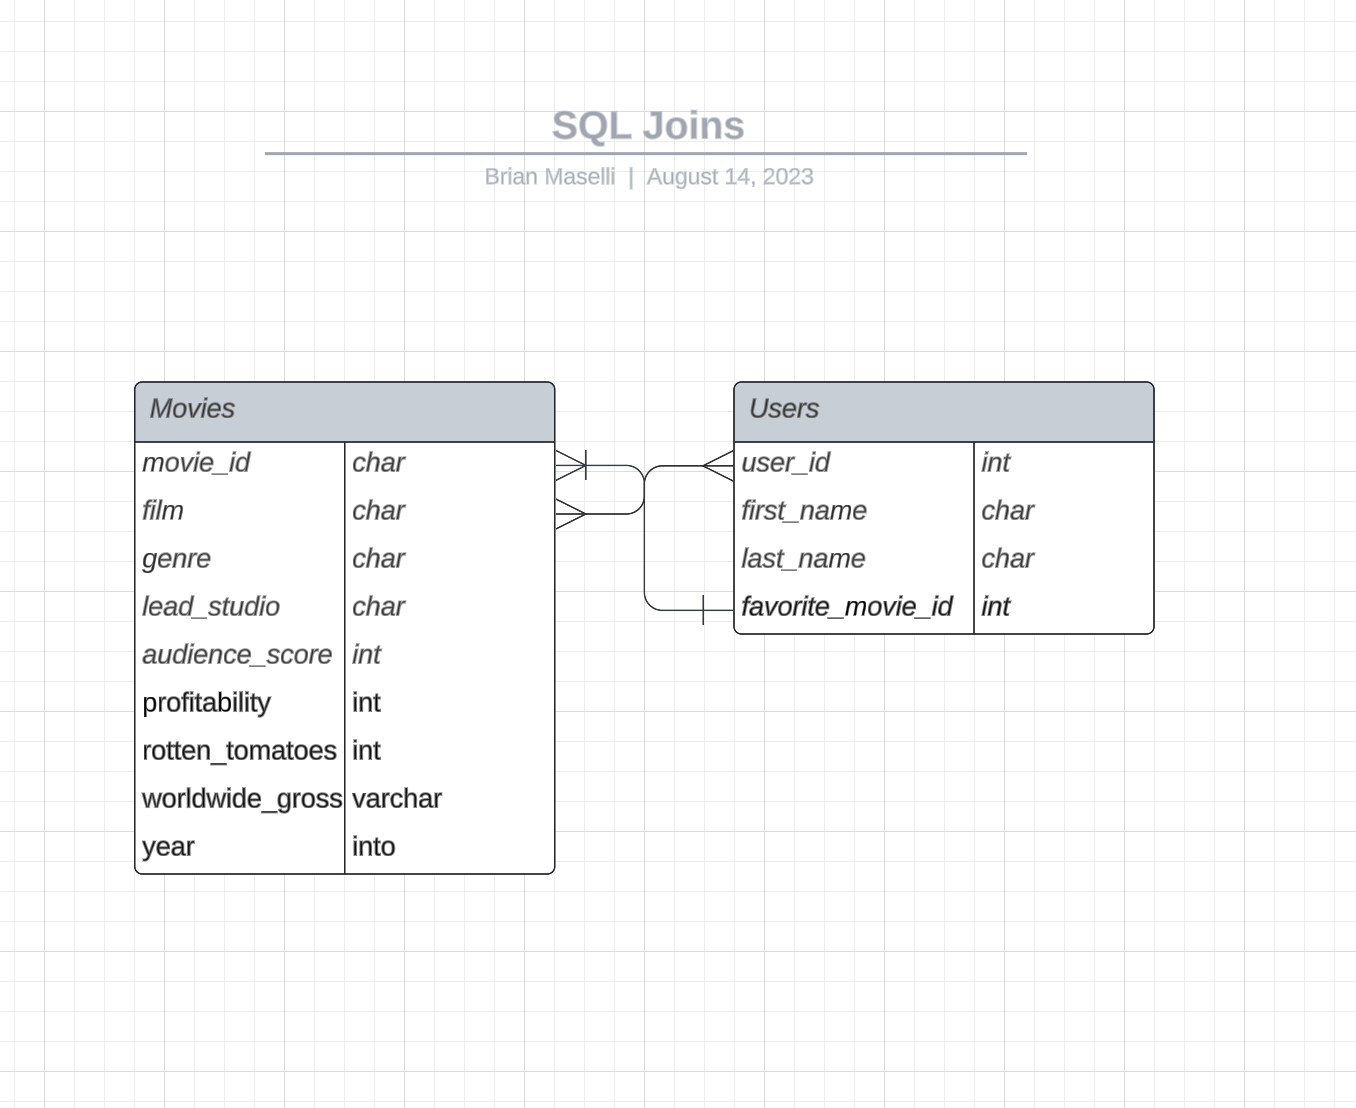 SQL Joins
Brian Maselli | August 14, 2023
Movies
movie_id char
film char
genre char
lead_studio char
audience_score int
profitability int
rotten_tomatoes int
worldwide_gross varchar
year into
Users
user_id int
first_name char
last_name char
favorite_movie_id int